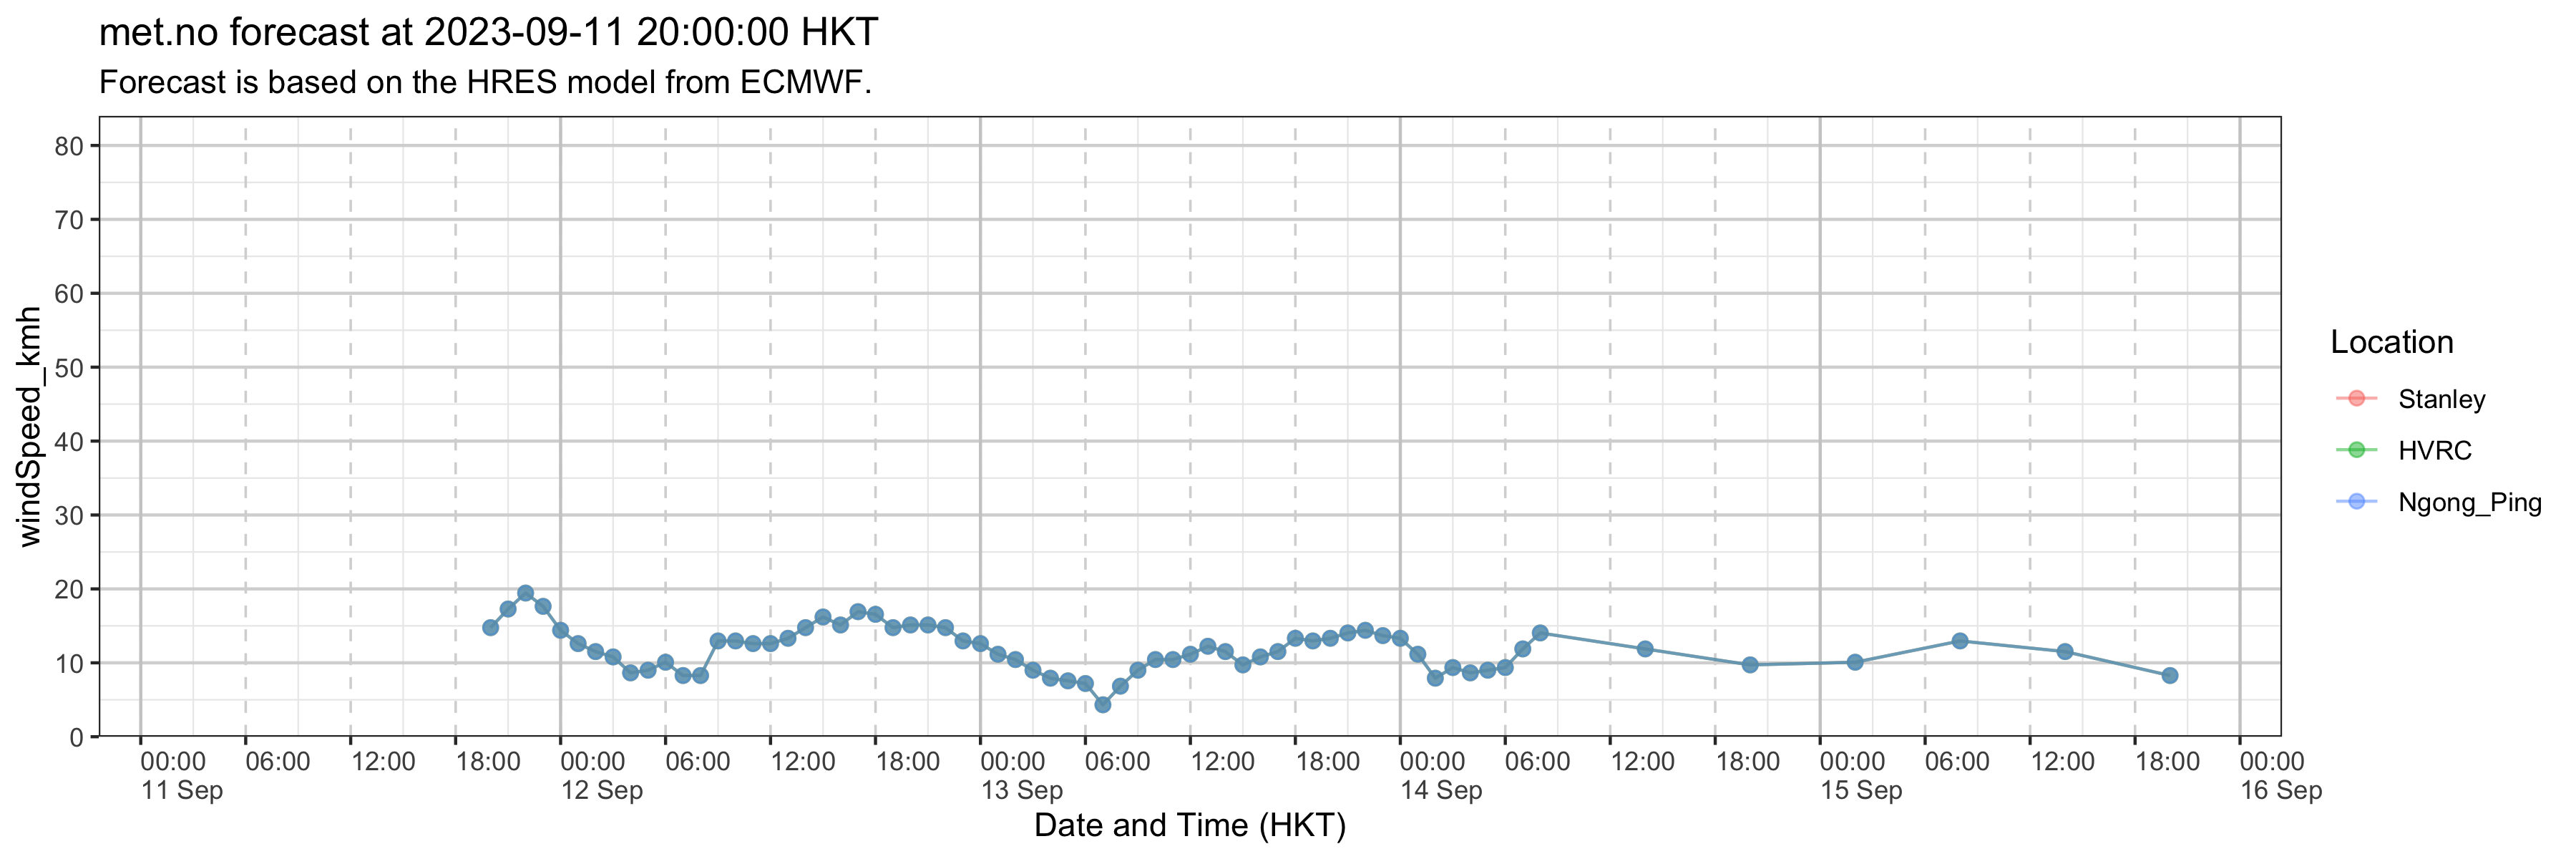 met.no forecast at 2023-09-11 20:00:00 HKT
Forecast is based on the HRES model from ECMWF.
windSpeed_kmh
80
70
60
50
40
30
20
10
0
00:00 06:00 12:00 18:00 00:00 06:00 12:00 18:00 00:00 06:00 12:00 18:00 00:00 06:00 12:00 18:00 00:00 06:00 12:00 18:00 00:00
11 Sep 12 Sep 13 Sep 14 Sep 15 Sep 16 Sep
Date and Time (HKT)
Location
Stanley
HVRC
Ngong_Ping